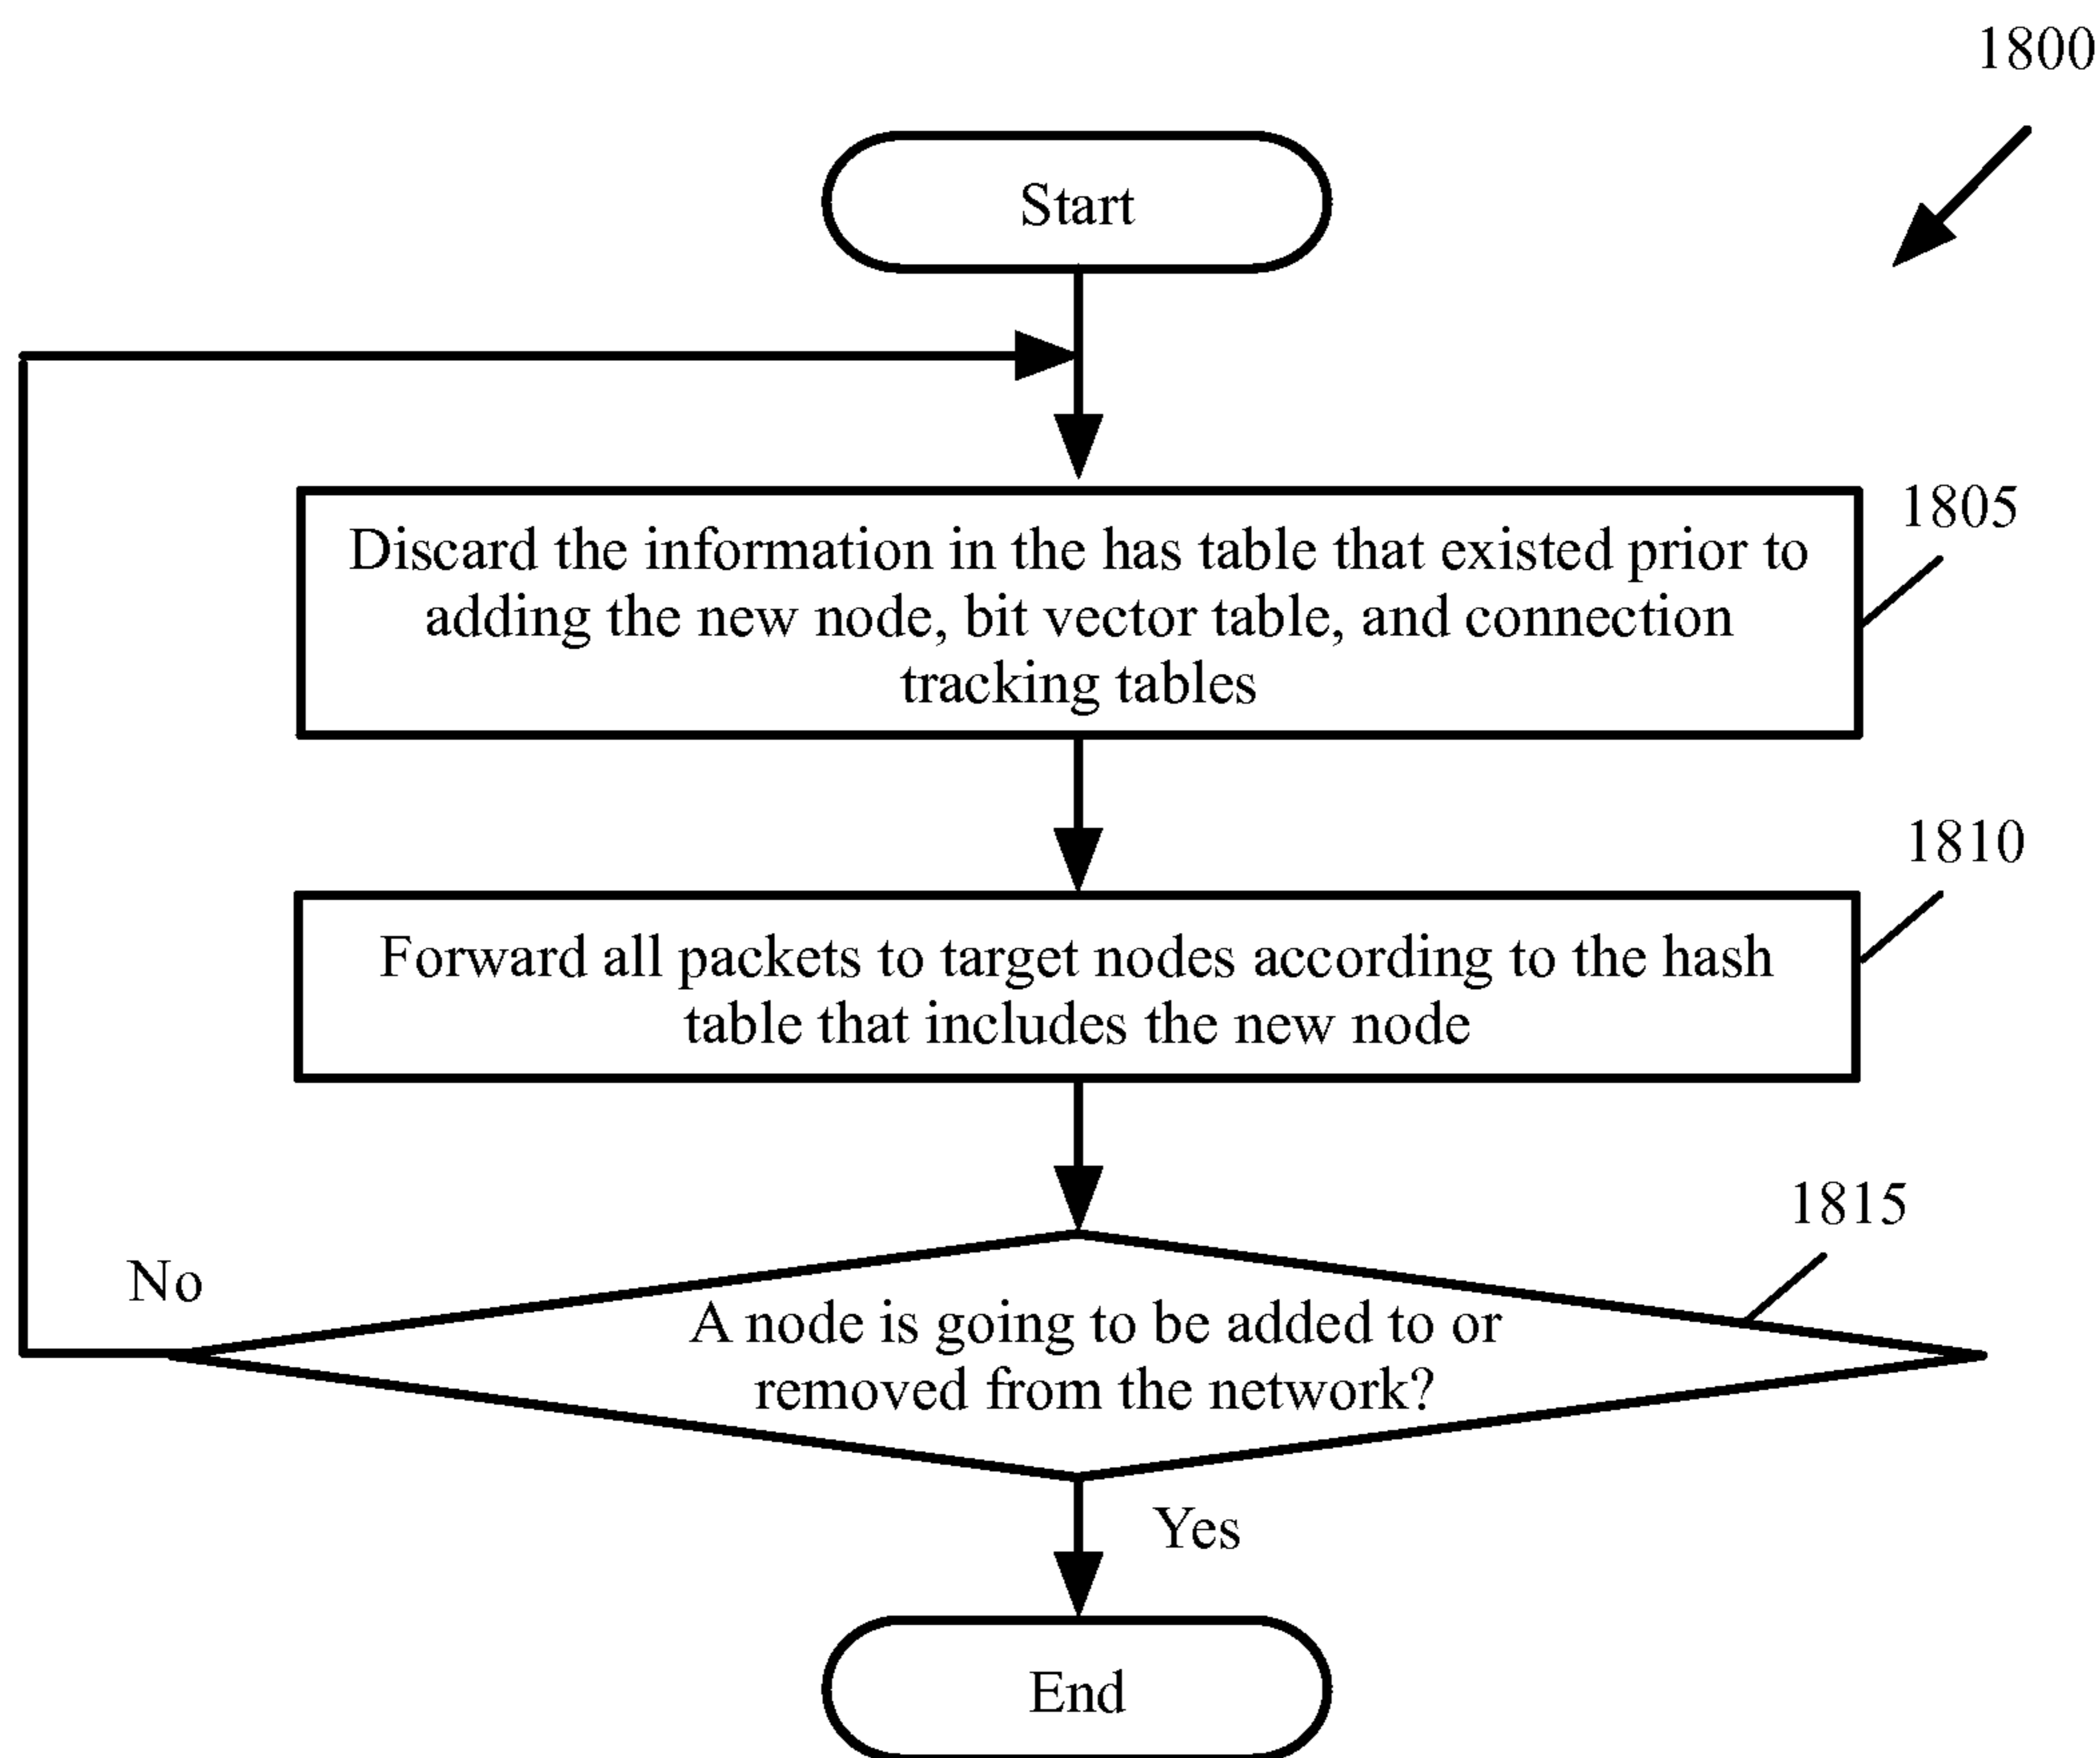 1800
Start
1805
Discard the information in the has table that existed prior to
adding the new node, bit vector table, and connection
tracking tables
1810
Forward all packets to target nodes according to the hash
table that includes the new node
1815
No
A node is going to be added to or
removed from the network?
Yes
End